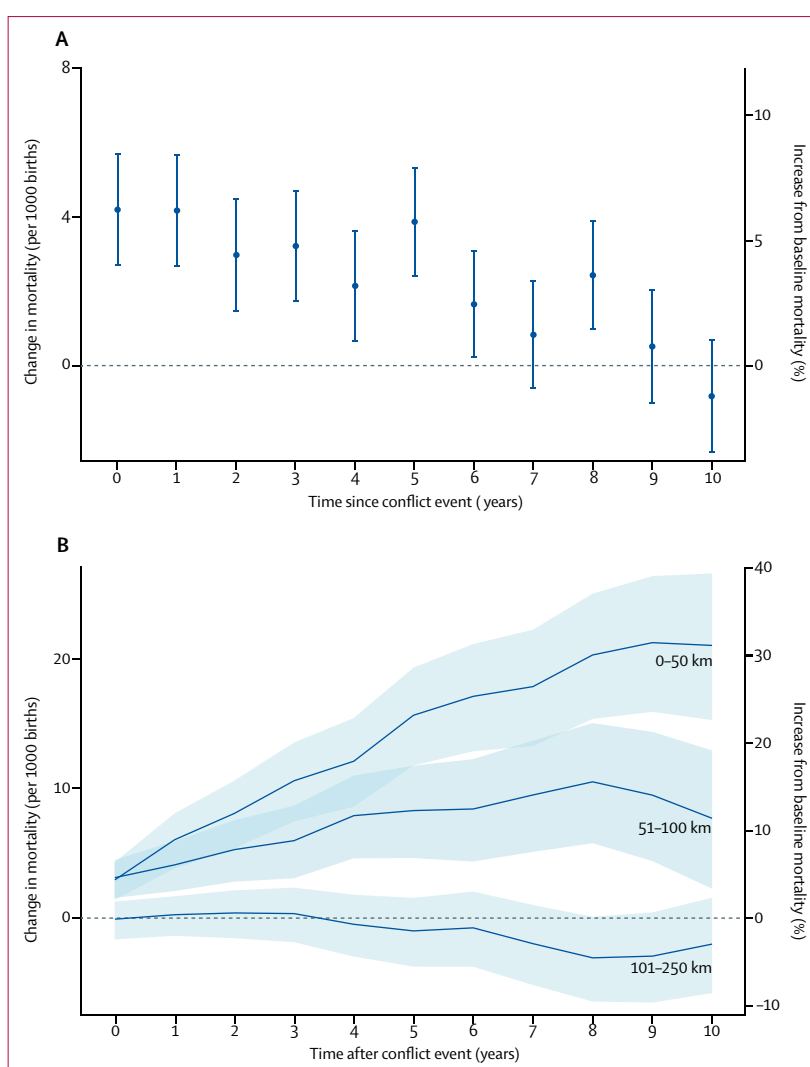 A
8
4
0
10
5
0
Change in mortality (per 1000 births)
Increase from baseline mortality (%)
0 1 2 3 4 5 6 7 8 9 10
Time since conflict event ( years)
B
20
10
0
40
30
20
10
0
–10
Change in mortality (per 1000 births)
Increase from baseline mortality (%)
0–50 km
51–100 km
101–250 km
0 1 2 3 4 5 6 7 8 9 10
Time after conflict event (years)